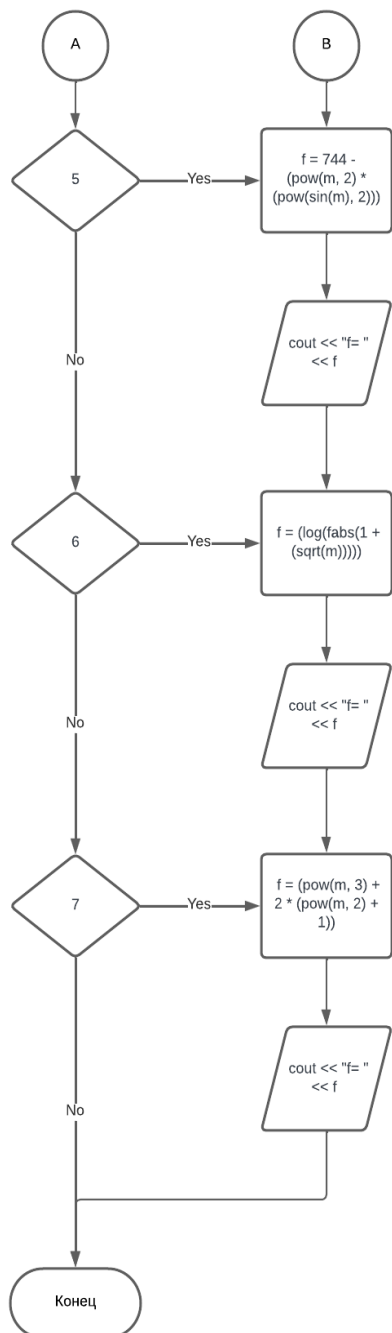 A
B
5
Yes
f = 744 -
(pow(m, 2) *
(pow(sin(m), 2)))
No
cout << "f= "
<< f
6
Yes
f = (log(fabs(1 +
(sqrt(m)))))
No
cout << "f= "
<< f
7
Yes
f = (pow(m, 3) +
2 * (pow(m, 2) +
1))
No
cout << "f= "
<< f
Конец